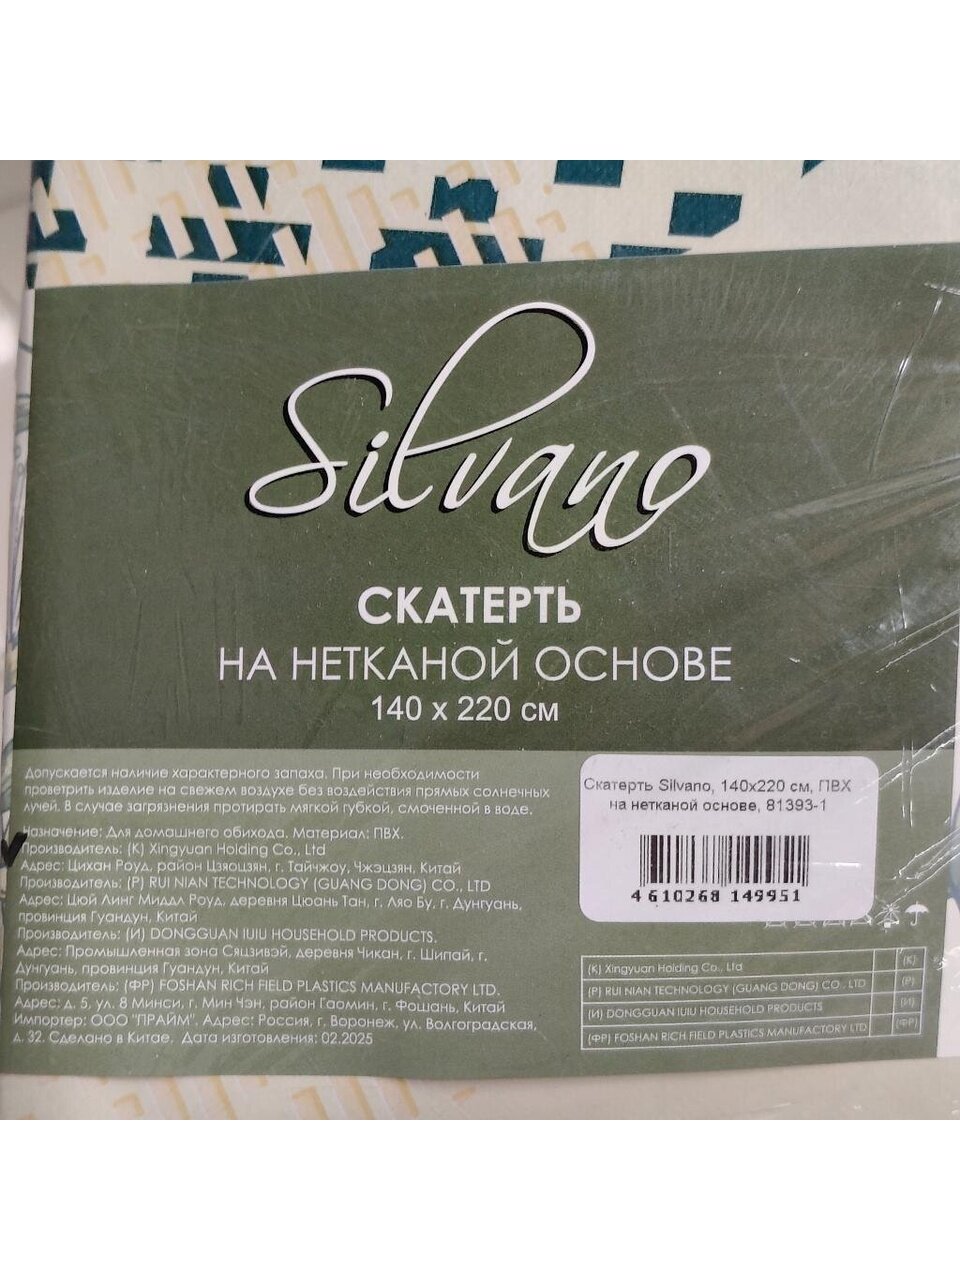 Silvano
СКАТЕРТЬ
НА НЕТКАНОЙ ОСНОВЕ
140 х 220 см
Допускается наличие характерного запаха. При необходимости
проветрить изделие на свежем воздухе без воздействия прямых солнечных
лучей. В случае загрязнения протирать мягкой губкой, смоченной в воде.
Назначение: Для домашнего обихода. Материал: ПВХ.
Производитель: (К) Xingyuan Holding Co., Ltd
Адрес: Цихан Роуд, район Цзяоцзян, г. Тайчжоу, Чжэцзян, Китай
Производитель: (Р) RUI NIAN TECHNOLOGY (GUANG DONG) CO., LTD
Адрес: Цюй Линг Миддл Роуд, деревня Цюань Тан, г. Ляо Бу, г. Дунгуань,
провинция Гуандун, Китай
Производитель: (И) DONGGUAN IUIU HOUSEHOLD PRODUCTS.
Адрес: Промышленная зона Сяцзивэй, деревня Чикан, г. Шипай, г.
Дунгуань, провинция Гуандун, Китай
Производитель: (ФР) FOSHAN RICH FIELD PLASTICS MANUFACTORY LTD.
Адрес: д. 5, ул. 8 Минси, г. Мин Чэн, район Гаомин, г. Фошань, Китай
Импортер: ООО "ПРАЙМ". Адрес: Россия, г. Воронеж, ул. Волгоградская,
д. 32. Сделано в Китае. Дата изготовления: 02.2025
Скатерть Silvano, 140х220 см, ПВХ
на нетканой основе, 81393-1
4 610268 149951
(К) Xingyuan Holding Co., Ltd (К)
(Р) RUI NIAN TECHNOLOGY (GUANG DONG) CO., LTD (Р)
(И) DONGGUAN IUIU HOUSEHOLD PRODUCTS (И)
(ФР) FOSHAN RICH FIELD PLASTICS MANUFACTORY LTD (ФР)